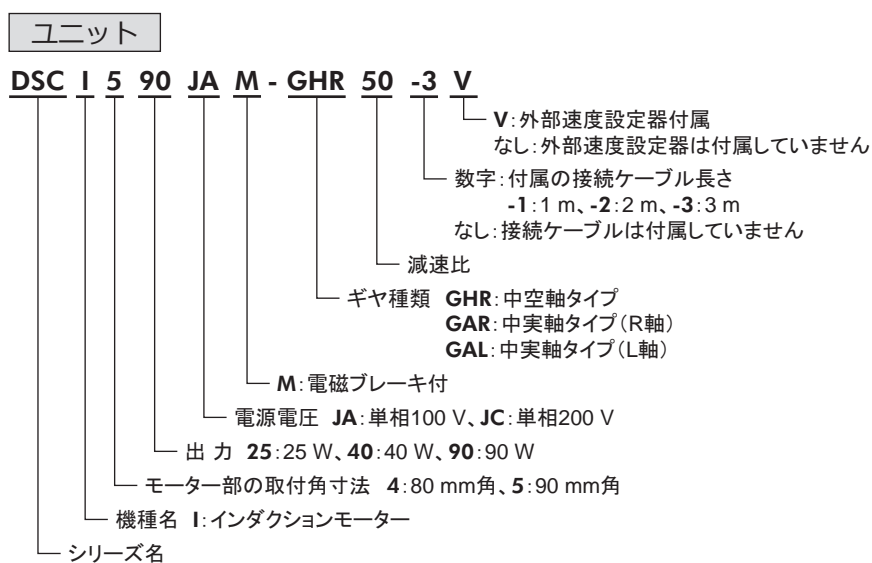 ユニット
DSC I 5 90 JA M - GHR 50 -3 V
V:外部速度設定器付属
なし:外部速度設定器は付属していません
数字:付属の接続ケーブル長さ
-1:1 m、-2:2 m、-3:3 m
なし:接続ケーブルは付属していません
減速比
ギヤ種類 GHR:中空軸タイプ
GAR:中実軸タイプ(R軸)
GAL:中実軸タイプ(L軸)
M:電磁ブレーキ付
電源電圧 JA:単相100 V、JC:単相200 V
出 力 25:25 W、40:40 W、90:90 W
モーター部の取付角寸法 4:80 mm角、5:90 mm角
機種名 I:インダクションモーター
シリーズ名